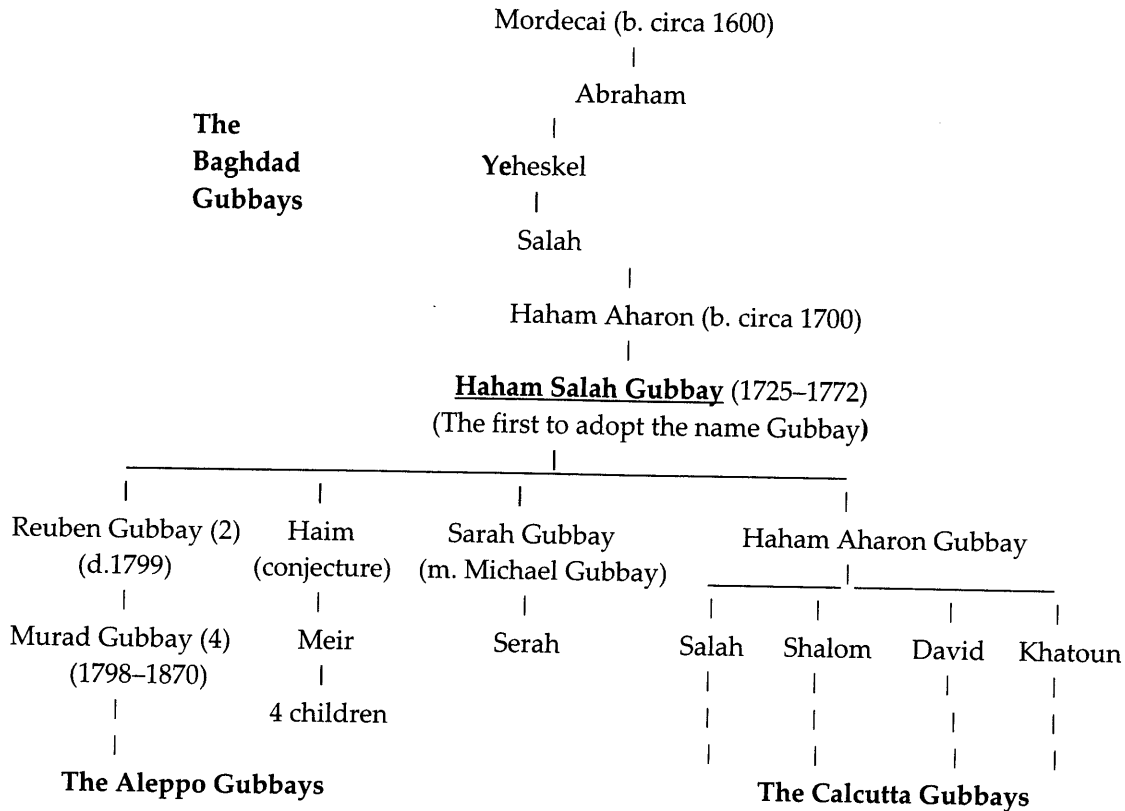 Mordecai (b. circa 1600)
Abraham
The
Baghdad
Gubbays
Yeheskel
Salah
Haham Aharon (b. circa 1700)
Haham Salah Gubbay (1725–1772)
(The first to adopt the name Gubbay)
Reuben Gubbay (2)
(d.1799)
Haim
(conjecture)
Sarah Gubbay
(m. Michael Gubbay)
Haham Aharon Gubbay
Murad Gubbay (4)
(1798–1870)
Meir
4 children
Serah
Salah
Shalom
David
Khatoun
The Aleppo Gubbays
The Calcutta Gubbays